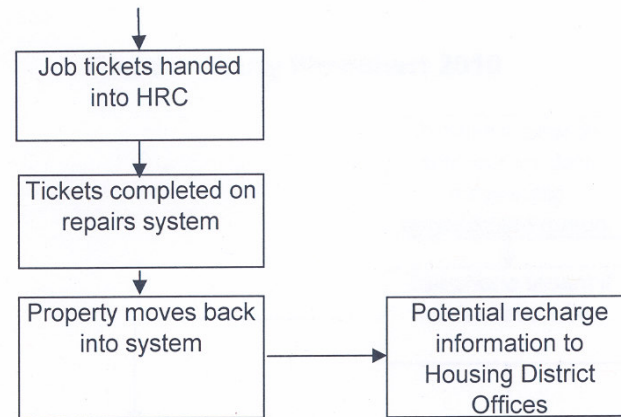 Job tickets handed
into HRC
Tickets completed on
repairs system
Property moves back
into system
Potential recharge
information to
Housing District
Offices